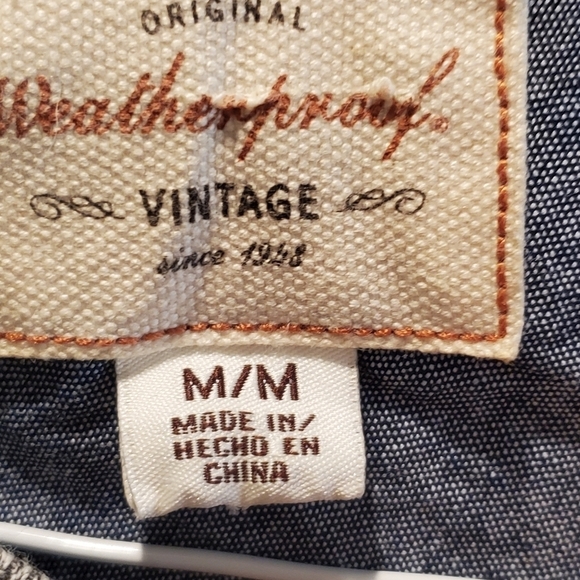 ORIGINAL
Weatherproof®
VINTAGE
since 1948
M/M
MADE IN/
HECHO EN
CHINA